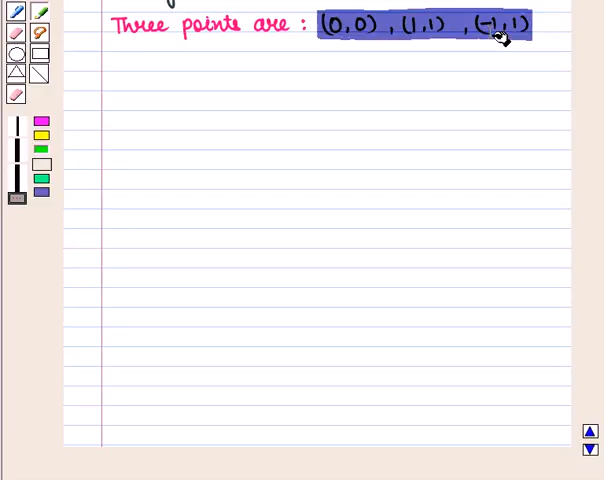 Three points are : (0,0) , (1,1) , (-1,1)